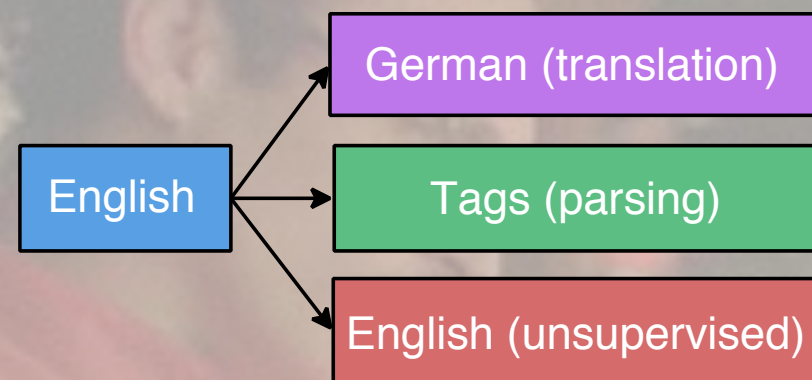 German (translation)
English
Tags (parsing)
English (unsupervised)